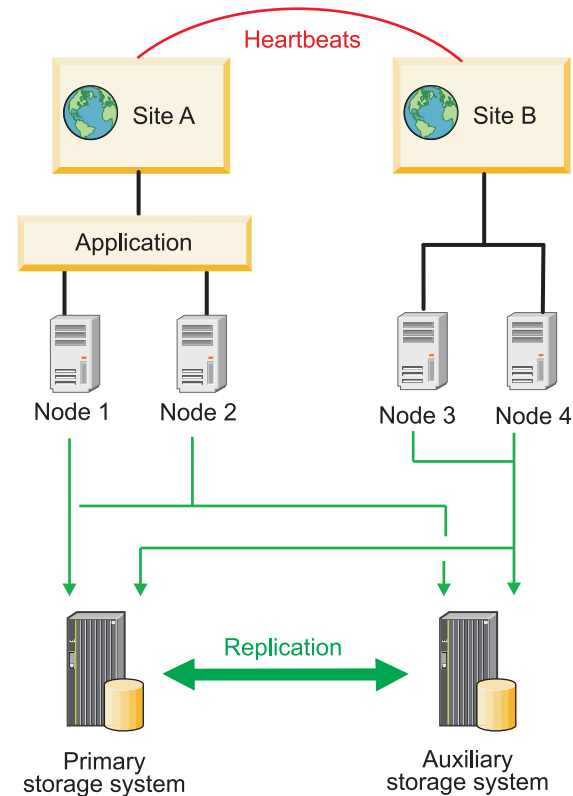 Heartbeats
Site A
Site B
Application
Node 1
Node 2
Node 3
Node 4
Replication
Primary
storage system
Auxiliary
storage system